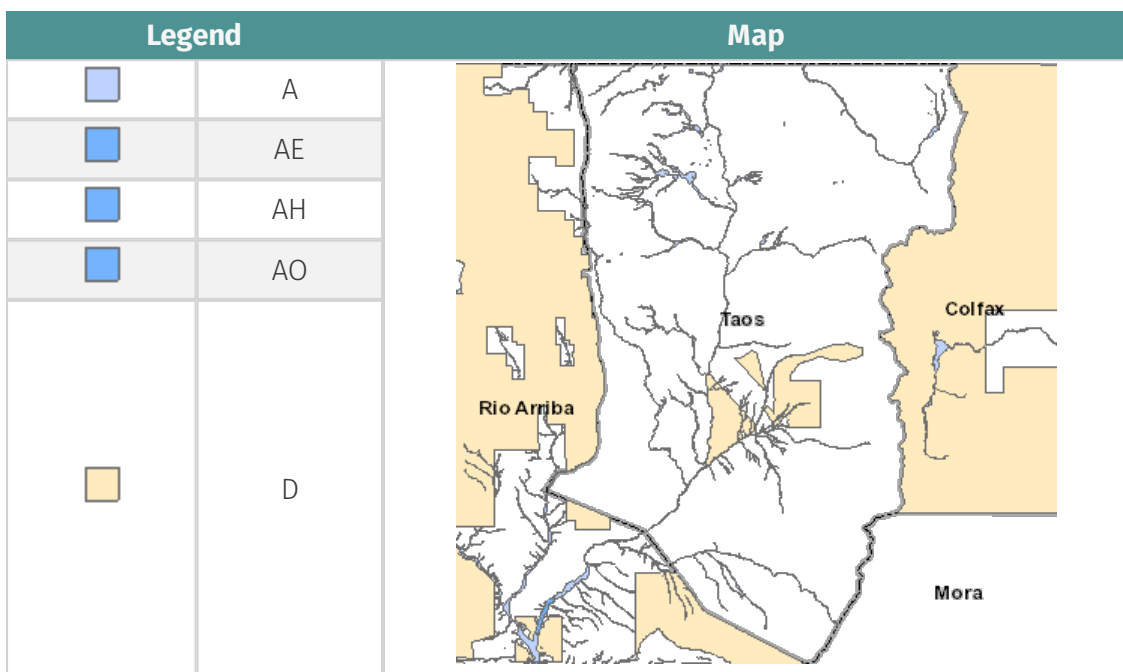 Legend Map
A
AE
AH
AO
D
Taos
Colfax
Rio Arriba
Mora